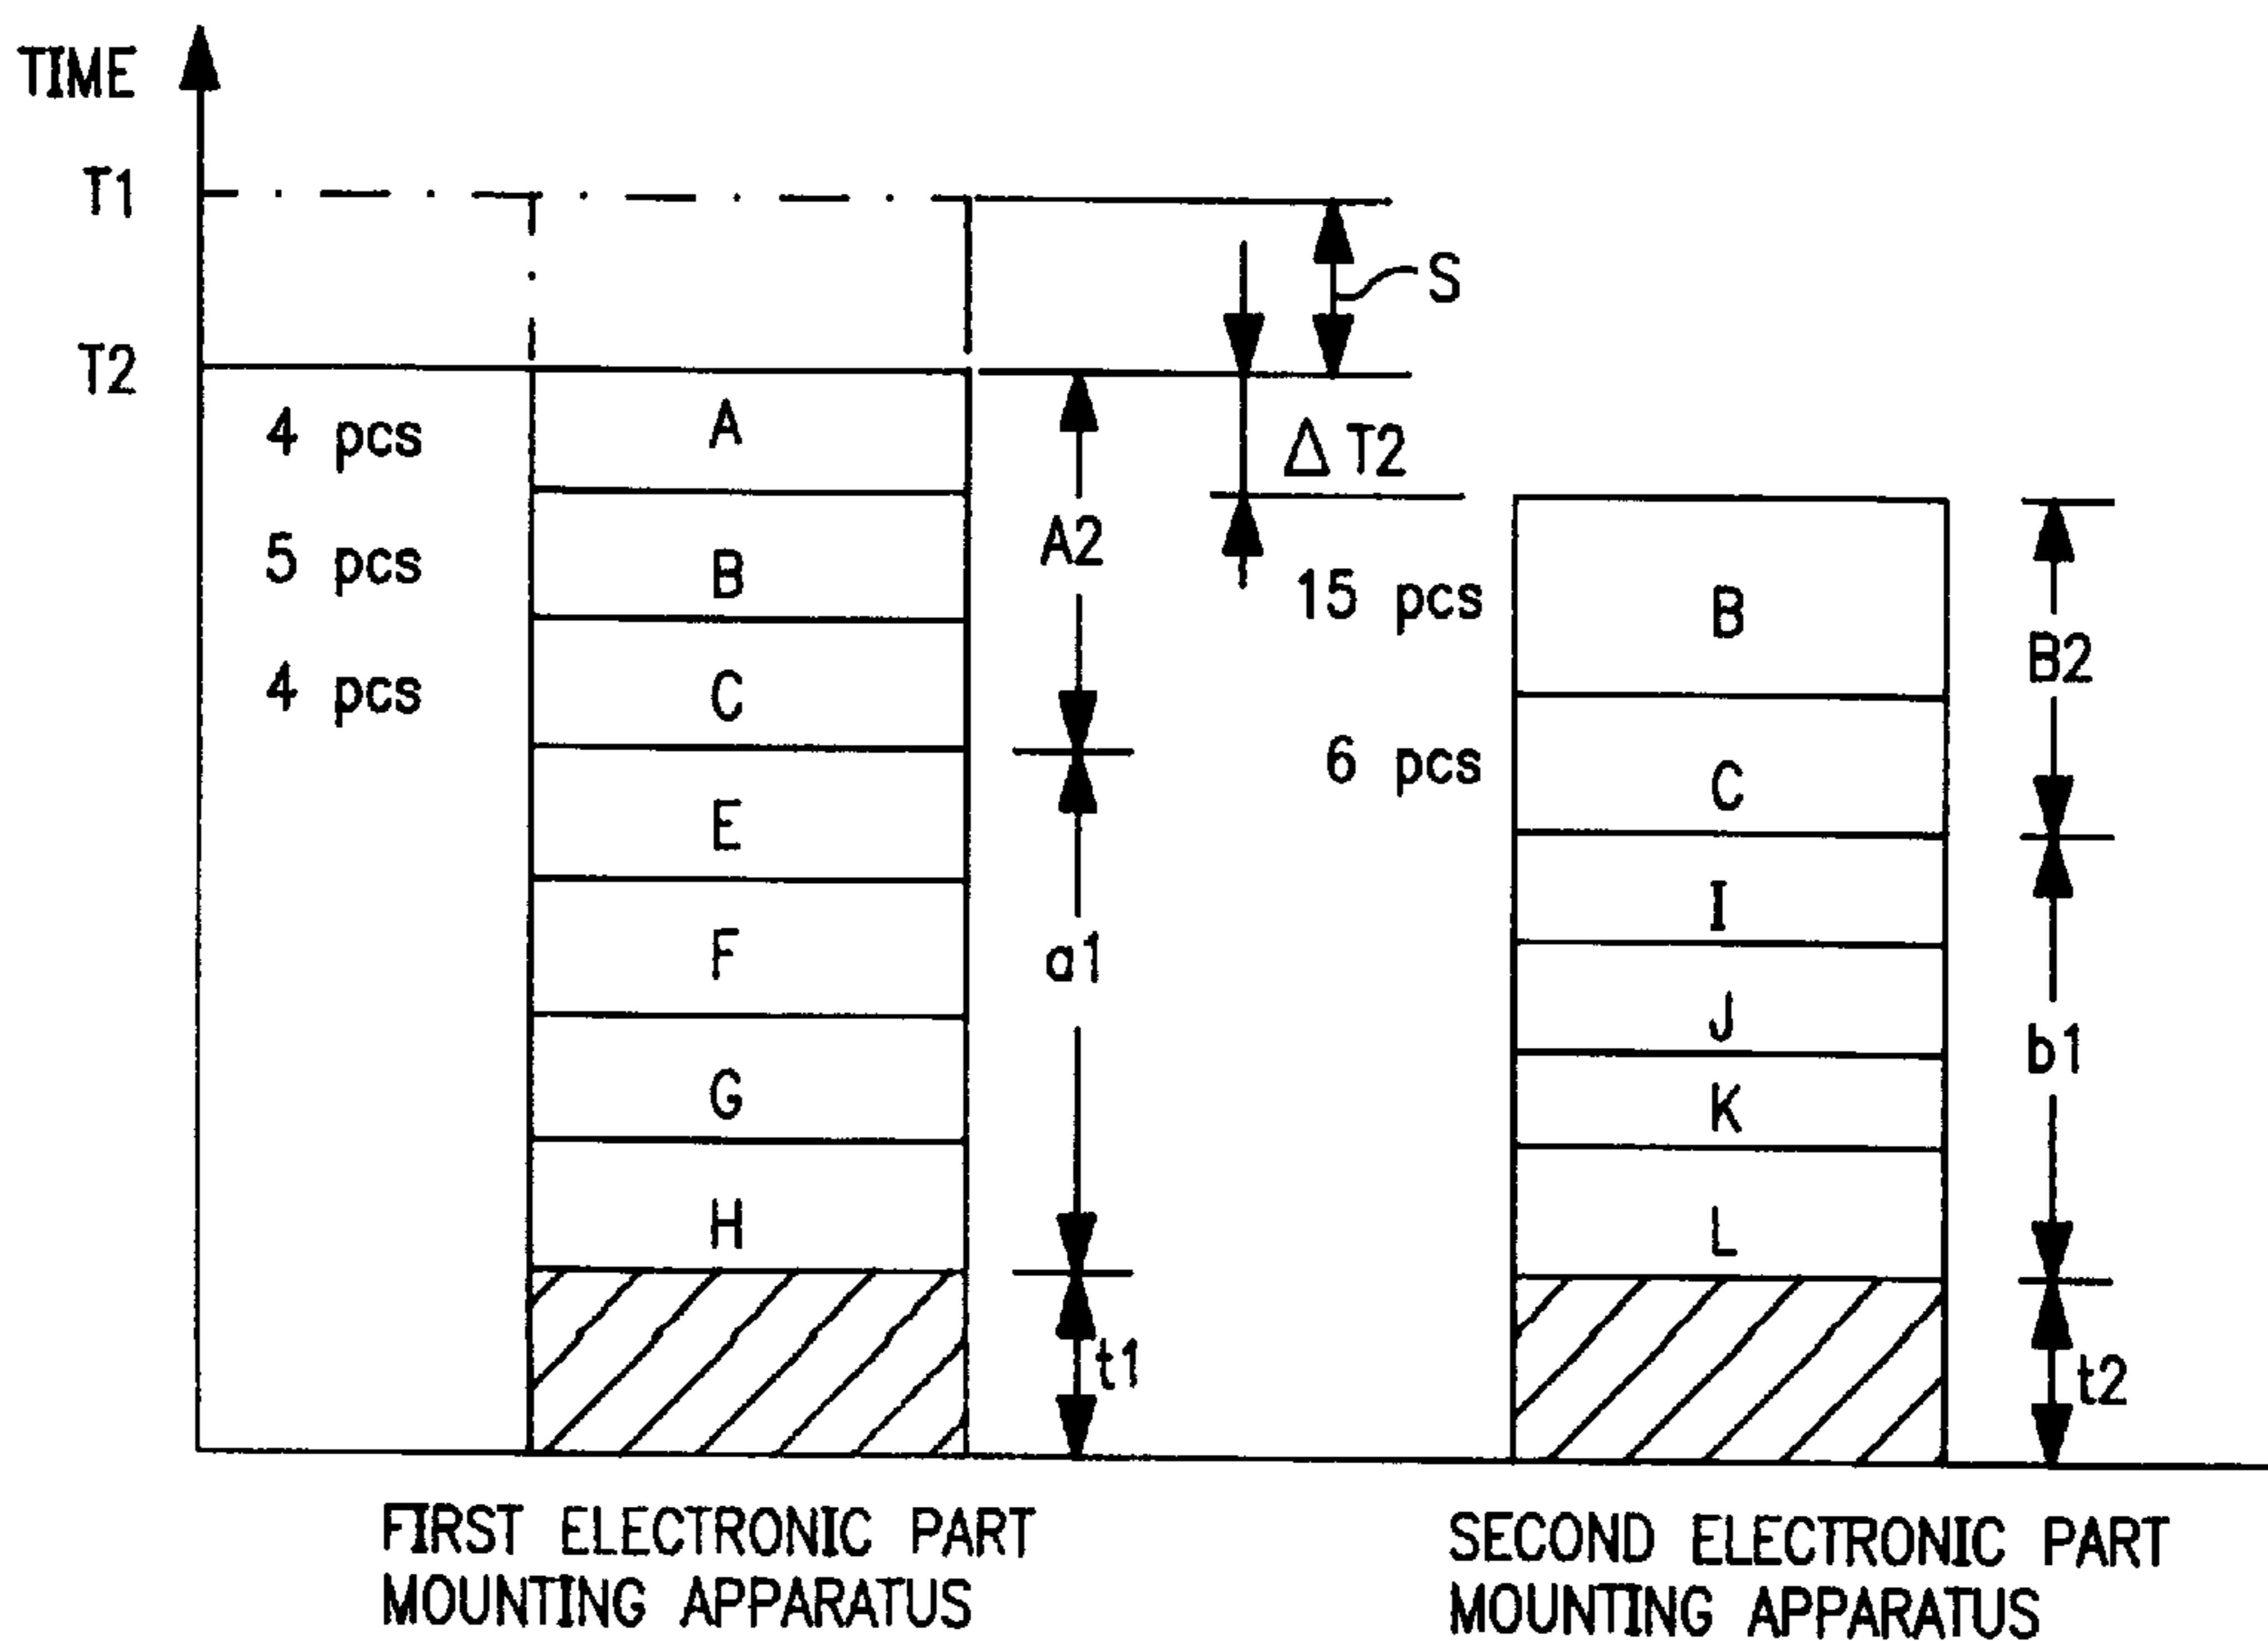 TIME
T1
S
T2
4 pcs
A
ΔT2
5 pcs
B
A2
15 pcs
B
B2
4 pcs
C
6 pcs
C
E
I
F
a1
J
b1
G
K
H
L
t1
t2
FIRST ELECTRONIC PART
MOUNTING APPARATUS
SECOND ELECTRONIC PART
MOUNTING APPARATUS